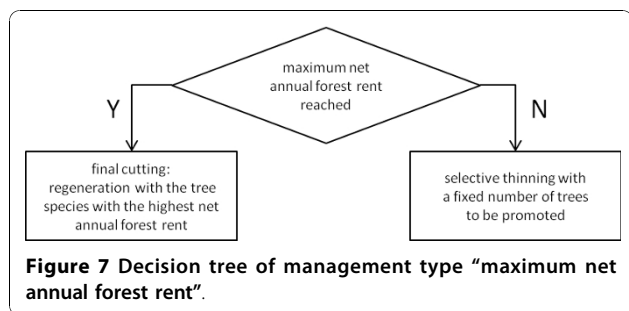 maximum net
annual forest rent
reached
Y
N
final cutting:
regeneration with the tree
species with the highest net
annual forest rent
selective thinning with
a fixed number of trees
to be promoted
Figure 7 Decision tree of management type “maximum net
annual forest rent”.